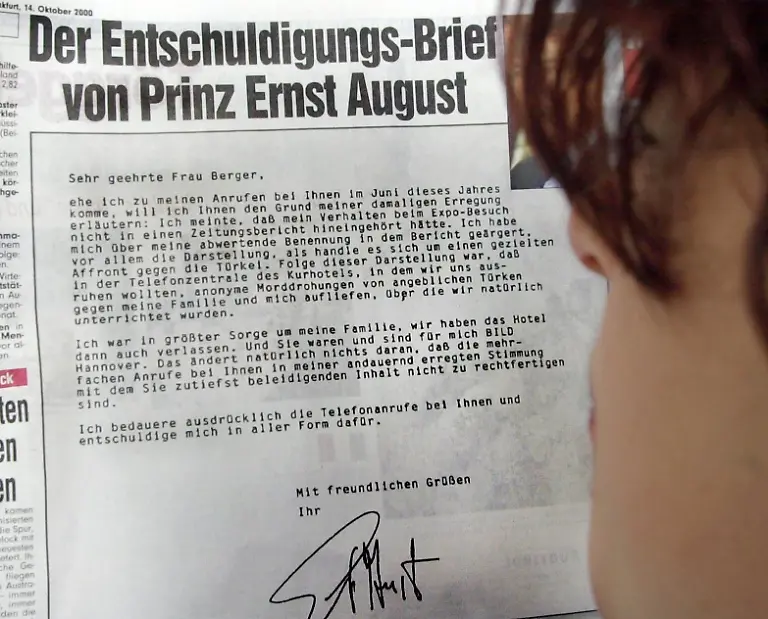 kfurt, 14. Oktober 2000
Der Entschuldigungs-Brief
von Prinz Ernst August
Sehr geehrte Frau Berger,
ehe ich zu meinen Anrufen bei Ihnen im Juni dieses Jahres
komme, will ich Ihnen den Grund meiner damaligen Erregung
erläutern: Ich meinte, daß mein Verhalten beim Expo-Besuch
nicht in einen Zeitungsbericht hineingehört hätte. Ich habe
mich über meine abwertende Benennung in dem Bericht geärgert,
vor allem die Darstellung, als handle es sich um einen gezielten
Affront gegen die Türkei. Folge dieser Darstellung war, daß
in der Telefonzentrale des Kurhotels, in dem wir uns aus-
ruhen wollten, anonyme Morddrohungen von angeblichen Türken
gegen meine Familie und mich aufliefen, über die wir natürlich
unterrichtet wurden.
Ich war in größter Sorge um meine Familie, wir haben das Hotel
dann auch verlassen. Und Sie waren und sind für mich BILD
Hannover. Das ändert natürlich nichts daran, daß die mehr-
fachen Anrufe bei Ihnen in meiner andauernd erregten Stimmung
mit dem Sie zutiefst beleidigenden Inhalt nicht zu rechtfertigen
sind.
Ich bedauere ausdrücklich die Telefonanrufe bei Ihnen und
entschuldige mich in aller Form dafür.
Mit freundlichen Grüßen
Ihr